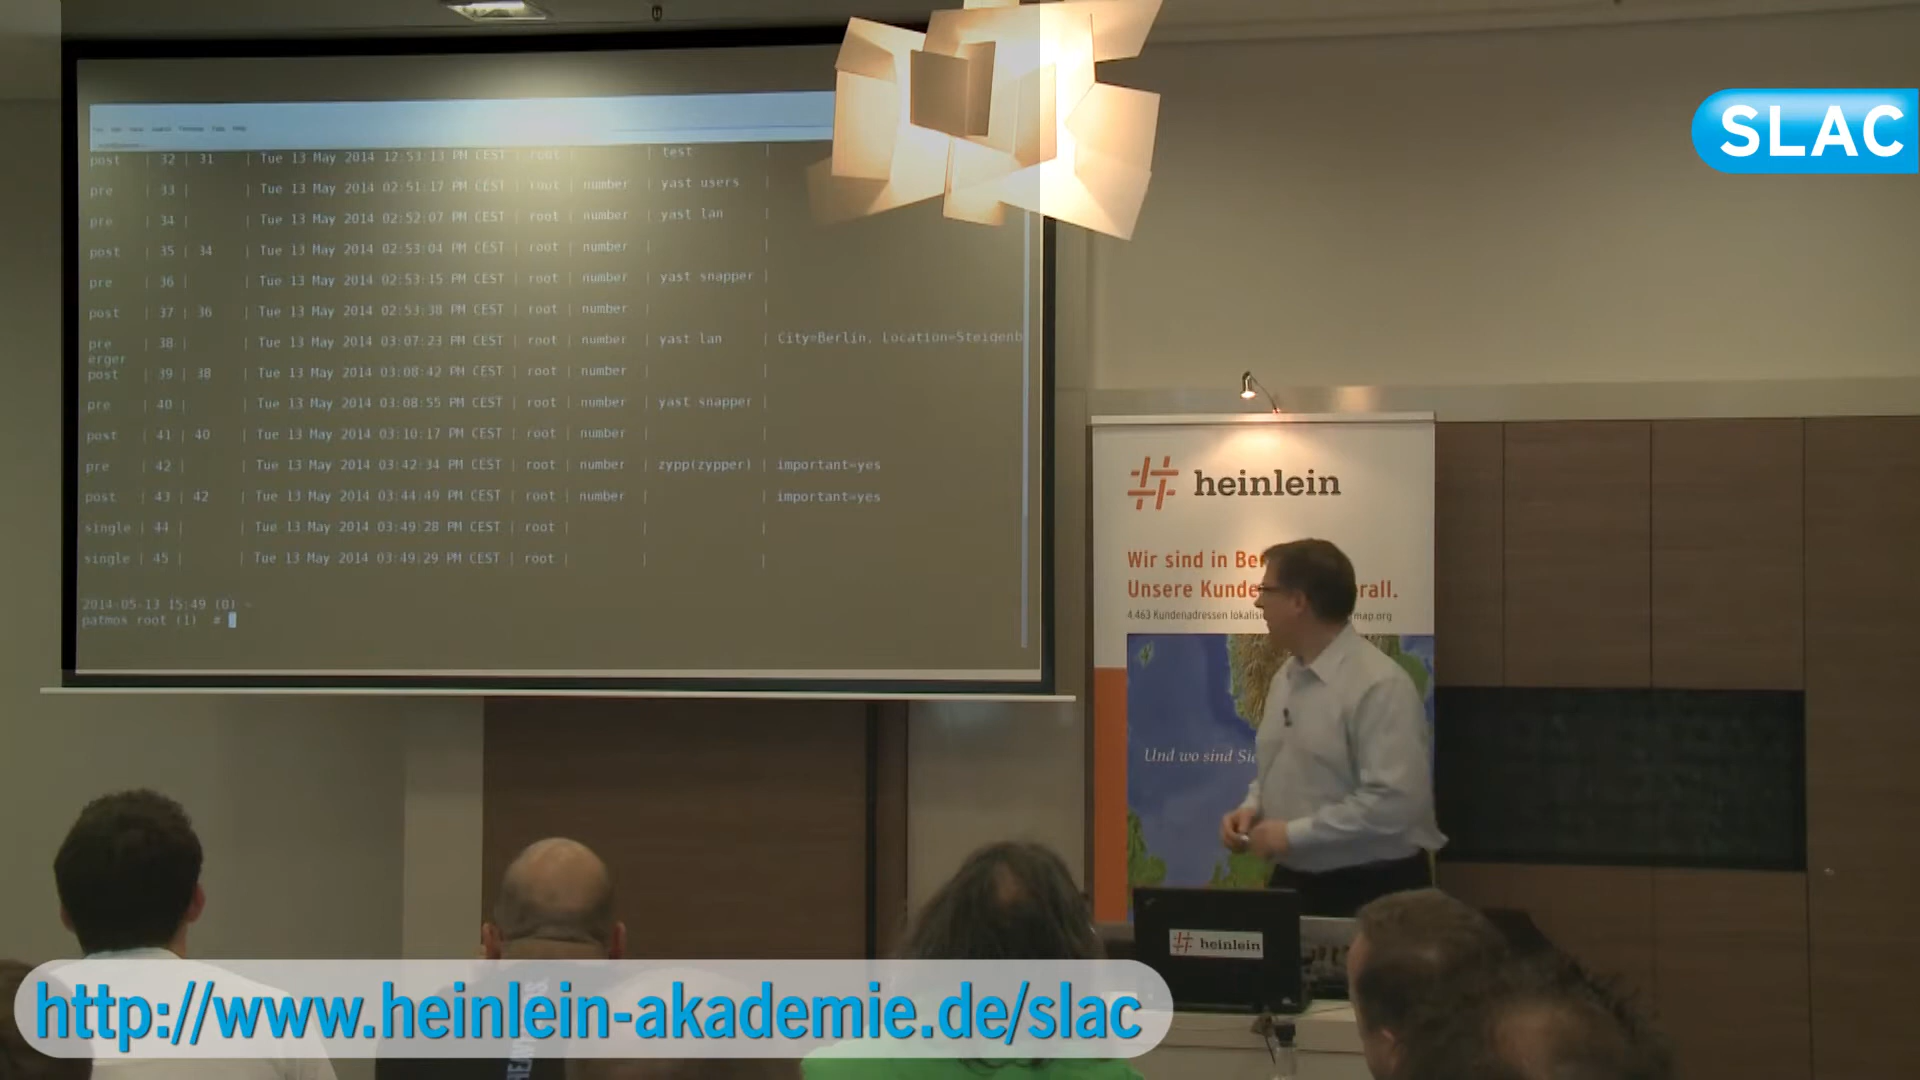 post | 32 | 31 | Tue 13 May 2014 12:53:13 PM CEST | root | | test |
pre | 33 | | Tue 13 May 2014 02:51:17 PM CEST | root | number | yast users |
pre | 34 | | Tue 13 May 2014 02:52:07 PM CEST | root | number | yast lan |
post | 35 | 34 | Tue 13 May 2014 02:53:04 PM CEST | root | number | |
pre | 36 | | Tue 13 May 2014 02:53:15 PM CEST | root | number | yast snapper |
post | 37 | 36 | Tue 13 May 2014 02:53:38 PM CEST | root | number | |
pre | 38 | | Tue 13 May 2014 03:07:23 PM CEST | root | number | yast lan | City=Berlin, Location=Steigenb
erger
post | 39 | 38 | Tue 13 May 2014 03:08:42 PM CEST | root | number | |
pre | 40 | | Tue 13 May 2014 03:08:55 PM CEST | root | number | yast snapper |
post | 41 | 40 | Tue 13 May 2014 03:10:17 PM CEST | root | number | |
pre | 42 | | Tue 13 May 2014 03:42:34 PM CEST | root | number | zypp(zypper) | important=yes
post | 43 | 42 | Tue 13 May 2014 03:44:49 PM CEST | root | number | | important=yes
single | 44 | | Tue 13 May 2014 03:49:28 PM CEST | root | | |
single | 45 | | Tue 13 May 2014 03:49:29 PM CEST | root | | |
2014-05-13 15:49 (0) ~
patmos root (1) #
SLAC
heinlein
Wir sind in
Unsere
4.463 Kundenadressen
Und wo sind
heinlein
http://www.heinlein-akademie.de/slac